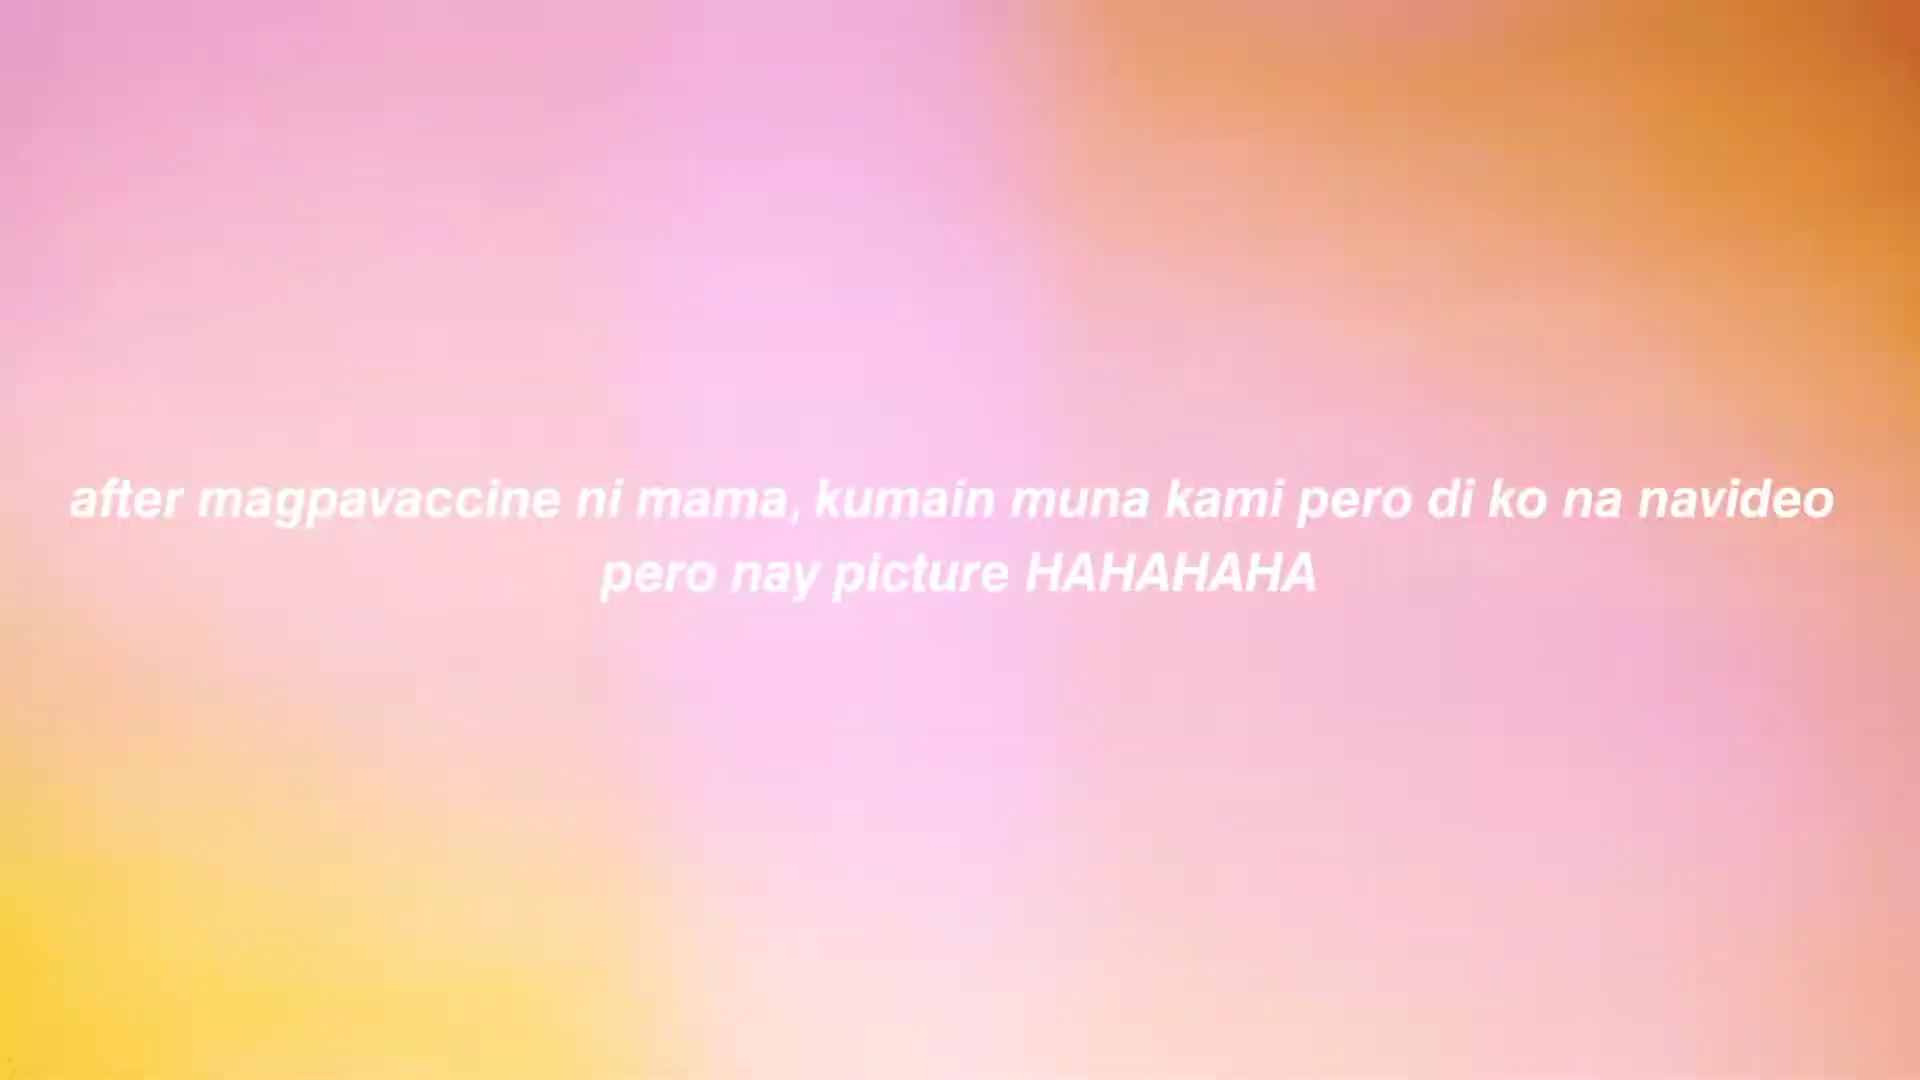 after magpavaccine ni mama, kumain muna kami pero di ko na navideo
pero nay picture HAHAHAHA